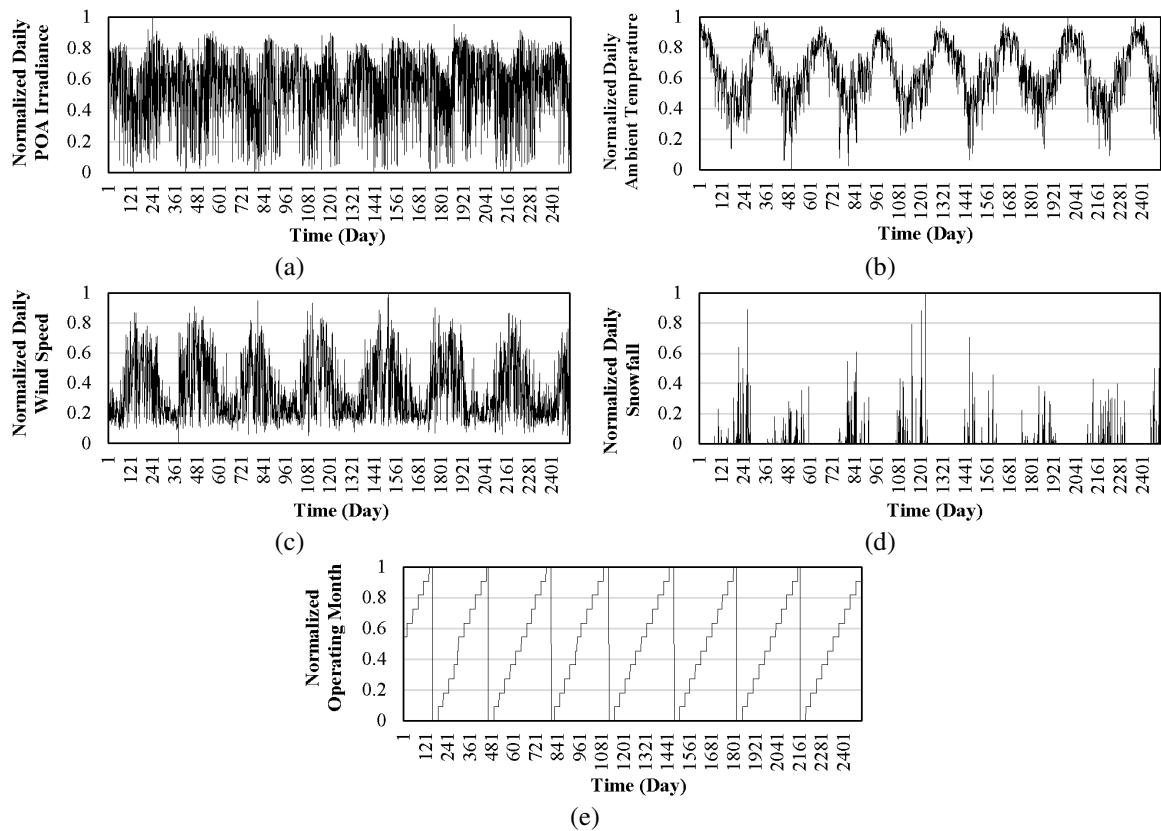 Normalized Daily
POA Irradiance
1
0.8
0.6
0.4
0.2
0
1 121 241 361 481 601 721 841 961 1081 1201 1321 1441 1561 1681 1801 1921 2041 2161 2281 2401
Time (Day)
(a)
Normalized Daily
Ambient Temperature
1
0.8
0.6
0.4
0.2
0
1 121 241 361 481 601 721 841 961 1081 1201 1321 1441 1561 1681 1801 1921 2041 2161 2281 2401
Time (Day)
(b)
Normalized Daily
Wind Speed
1
0.8
0.6
0.4
0.2
0
1 121 241 361 481 601 721 841 961 1081 1201 1321 1441 1561 1681 1801 1921 2041 2161 2281 2401
Time (Day)
(c)
Normalized Daily
Snowfall
1
0.8
0.6
0.4
0.2
0
1 121 241 361 481 601 721 841 961 1081 1201 1321 1441 1561 1681 1801 1921 2041 2161 2281 2401
Time (Day)
(d)
Normalized
Operating Month
1
0.8
0.6
0.4
0.2
0
1 121 241 361 481 601 721 841 961 1081 1201 1321 1441 1561 1681 1801 1921 2041 2161 2281 2401
Time (Day)
(e)